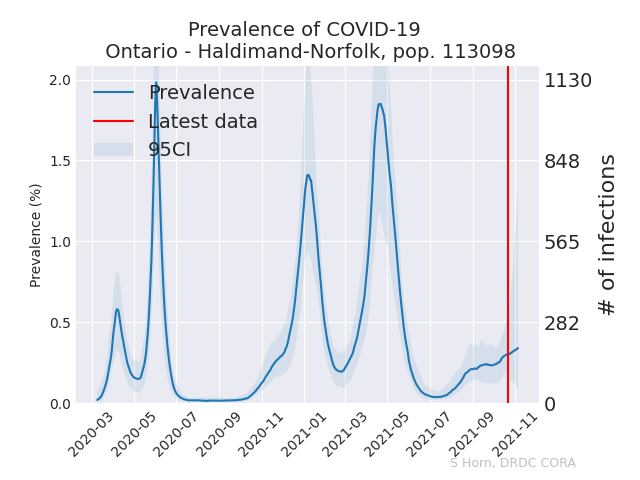 Prevalence of COVID-19
Ontario - Haldimand-Norfolk, pop. 113098
Prevalence
Latest data
95CI
Prevalence (%)
2.0
1.5
1.0
0.5
0.0
1130
848
565
282
0
# of infections
2020-03
2020-05
2020-07
2020-09
2020-11
2021-01
2021-03
2021-05
2021-07
2021-09
2021-11
S Horn, DRDC CORA